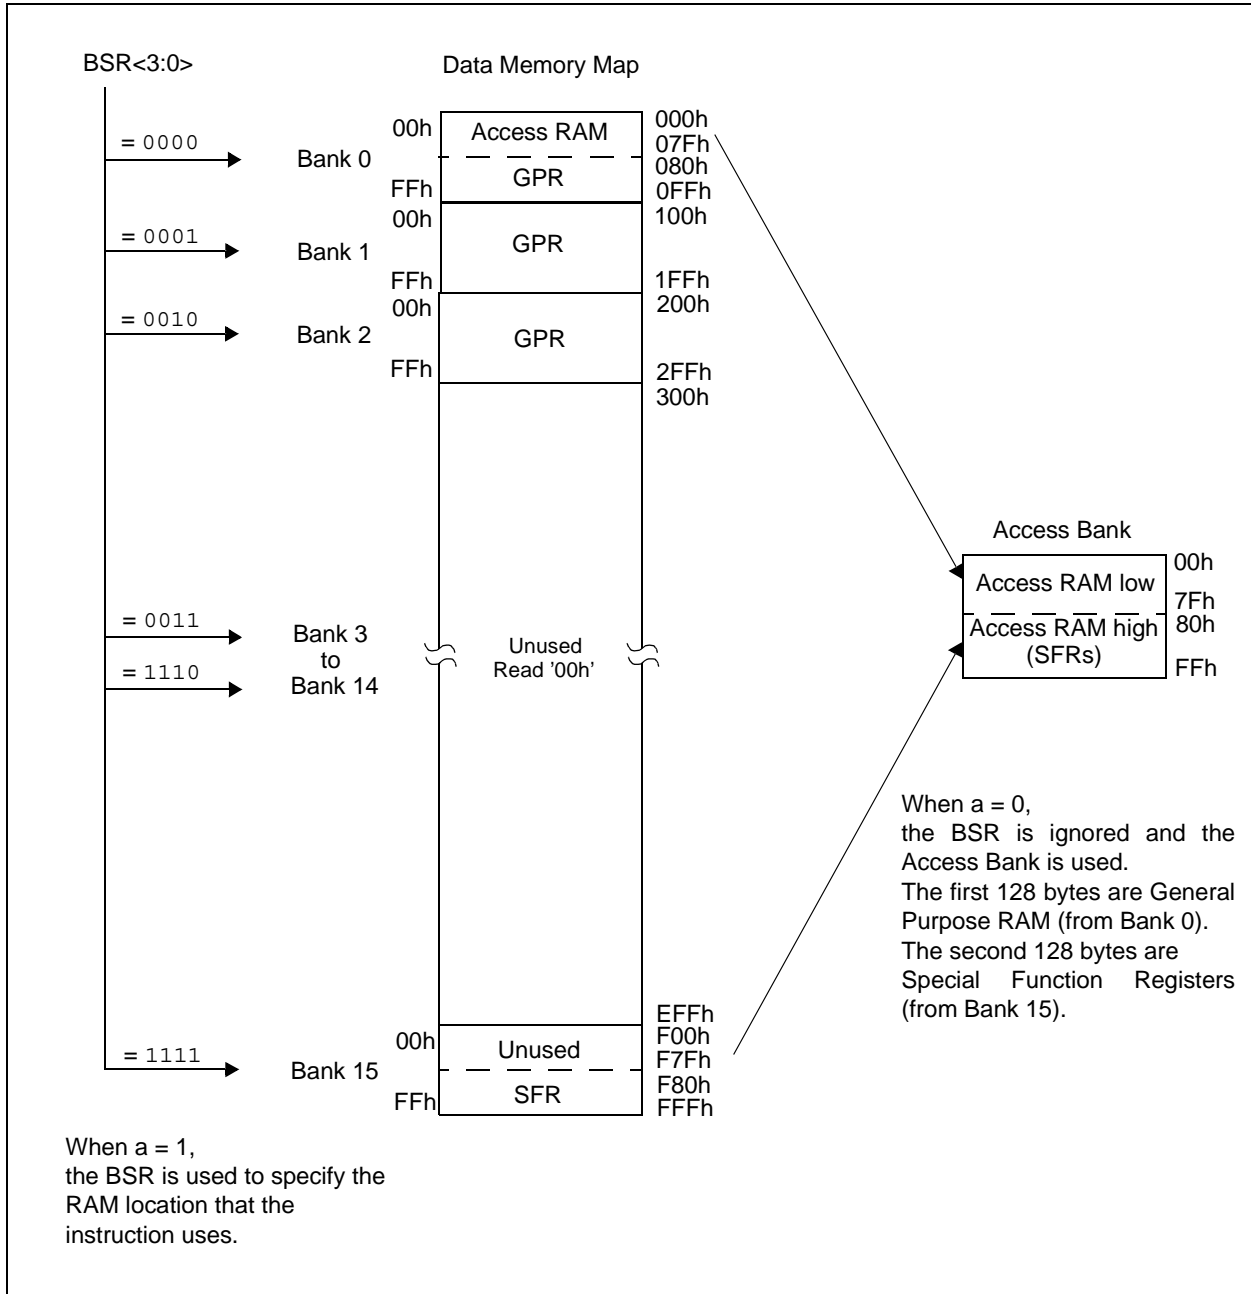 BSR<3:0>
Data Memory Map
= 0000
Bank 0
00h
FFh
Access RAM
GPR
000h
07Fh
080h
0FFh
= 0001
Bank 1
00h
FFh
GPR
100h
1FFh
= 0010
Bank 2
00h
FFh
GPR
200h
2FFh
300h
= 0011
= 1110
Bank 3
to
Bank 14
Unused
Read '00h'
Access Bank
Access RAM low
Access RAM high
(SFRs)
00h
7Fh
80h
FFh
When a = 0,
the BSR is ignored and the
Access Bank is used.
The first 128 bytes are General
Purpose RAM (from Bank 0).
The second 128 bytes are
Special Function Registers
(from Bank 15).
= 1111
Bank 15
00h
FFh
Unused
SFR
EFFh
F00h
F7Fh
F80h
FFFh
When a = 1,
the BSR is used to specify the
RAM location that the
instruction uses.